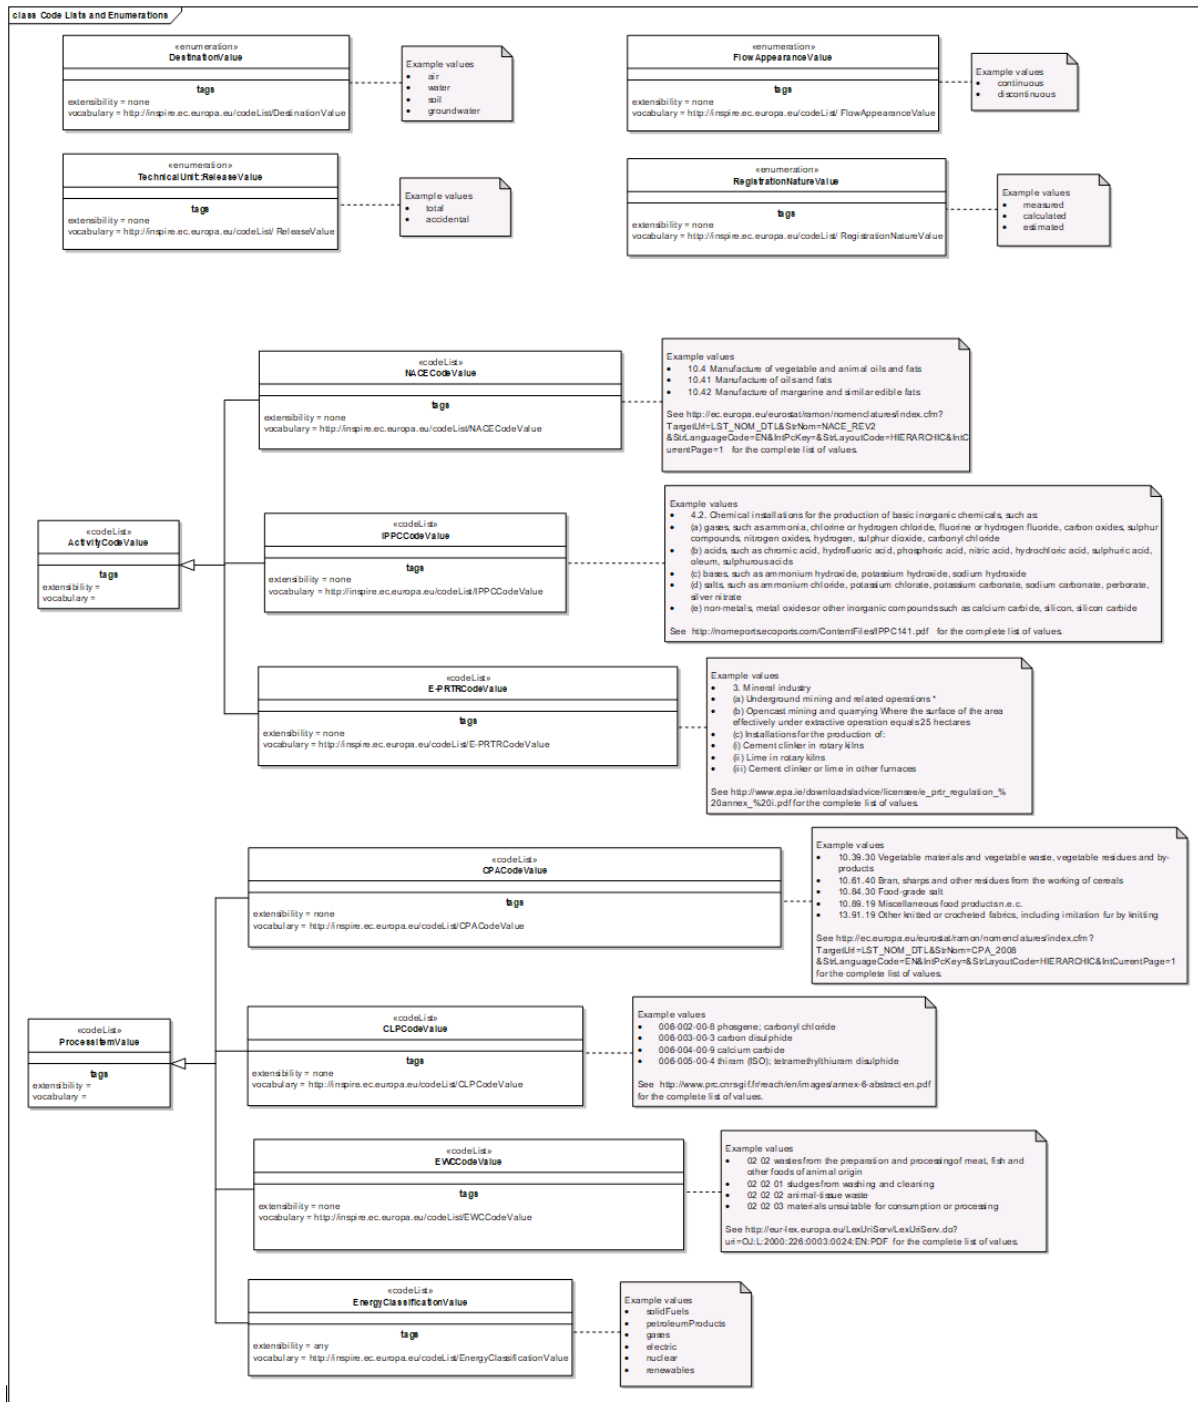 class Code Lists and Enumerations
«enumeration»
DestinationValue
tags
extensibility = none
vocabulary = http://inspire.ec.europa.eu/codeList/DestinationValue
Example values
• air
• water
• soil
• groundwater
«enumeration»
FlowAppearanceValue
tags
extensibility = none
vocabulary = http://inspire.ec.europa.eu/codeList/ FlowAppearanceValue
Example values
• continuous
• discontinuous
«enumeration»
TechnicalUnit::ReleaseValue
tags
extensibility = none
vocabulary = http://inspire.ec.europa.eu/codeList/ ReleaseValue
Example values
• total
• accidental
«enumeration»
RegistrationNatureValue
tags
extensibility = none
vocabulary = http://inspire.ec.europa.eu/codeList/ RegistrationNatureValue
Example values
• measured
• calculated
• estimated
«codeList»
NACECodeValue
tags
extensibility = none
vocabulary = http://inspire.ec.europa.eu/codeList/NACECodeValue
Example values
• 10.4 Manufacture of vegetable and animal oils and fats
• 10.41 Manufacture of oils and fats
• 10.42 Manufacture of margarine and similar edible fats
See http://ec.europa.eu/eurostat/ramon/nomenclatures/index.cfm?
TargetUrl=LST_NOM_DTL&StrNom=NACE_REV2
&StrLanguageCode=EN&IntPcKey=&StrLayoutCode=HIERARCHIC&IntC
urrentPage=1 for the complete list of values.
«codeList»
ActivityCodeValue
tags
extensibility =
vocabulary =
«codeList»
IPPCCodeValue
tags
extensibility = none
vocabulary = http://inspire.ec.europa.eu/codeList/IPPCCodeValue
Example values
• 4.2. Chemical installations for the production of basic inorganic chemicals, such as:
• (a) gases, such as ammonia, chlorine or hydrogen chloride, fluorine or hydrogen fluoride, carbon oxides, sulphur
compounds, nitrogen oxides, hydrogen, sulphur dioxide, carbonyl chloride
• (b) acids, such as chromic acid, hydrofluoric acid, phosphoric acid, nitric acid, hydrochloric acid, sulphuric acid,
oleum, sulphurous acids
• (c) bases, such as ammonium hydroxide, potassium hydroxide, sodium hydroxide
• (d) salts, such as ammonium chloride, potassium chlorate, potassium carbonate, sodium carbonate, perborate,
silver nitrate
• (e) non-metals, metal oxides or other inorganic compounds such as calcium carbide, silicon, silicon carbide
See http://nomeports.ecoports.com/ContentFiles/IPPC141.pdf for the complete list of values.
«codeList»
E-PRTRCodeValue
tags
extensibility = none
vocabulary = http://inspire.ec.europa.eu/codeList/E-PRTRCodeValue
Example values
• 3. Mineral industry
• (a) Underground mining and related operations *
• (b) Opencast mining and quarrying Where the surface of the area
effectively under extractive operation equals 25 hectares
• (c) Installations for the production of:
• (i) Cement clinker in rotary kilns
• (ii) Lime in rotary kilns
• (iii) Cement clinker or lime in other furnaces
See http://www.epa.ie/downloads/advice/licensee/e_prtr_regulation_%
20annex_%20i.pdf for the complete list of values.
«codeList»
CPACodeValue
tags
extensibility = none
vocabulary = http://inspire.ec.europa.eu/codeList/CPACodeValue
Example values
• 10.39.30 Vegetable materials and vegetable waste, vegetable residues and by-
products
• 10.61.40 Bran, sharps and other residues from the working of cereals
• 10.84.30 Food-grade salt
• 10.89.19 Miscellaneous food products n.e.c.
• 13.91.19 Other knitted or crocheted fabrics, including imitation fur by knitting
See http://ec.europa.eu/eurostat/ramon/nomenclatures/index.cfm?
TargetUrl=LST_NOM_DTL&StrNom=CPA_2008
&StrLanguageCode=EN&IntPcKey=&StrLayoutCode=HIERARCHIC&IntCurrentPage=1
for the complete list of values.
«codeList»
ProcessItemValue
tags
extensibility =
vocabulary =
«codeList»
CLPCodeValue
tags
extensibility = none
vocabulary = http://inspire.ec.europa.eu/codeList/CLPCodeValue
Example values
• 006-002-00-8 phosgene; carbonyl chloride
• 006-003-00-3 carbon disulphide
• 006-004-00-9 calcium carbide
• 006-005-00-4 thiram (ISO); tetramethylthiuram disulphide
See http://www.prc.cnrsgif.fr/reach/en/images/annex-6-abstract-en.pdf
for the complete list of values.
«codeList»
EWCCodeValue
tags
extensibility = none
vocabulary = http://inspire.ec.europa.eu/codeList/EWCCodeValue
Example values
• 02 02 wastes from the preparation and processing of meat, fish and
other foods of animal origin
• 02 02 01 sludges from washing and cleaning
• 02 02 02 animal-tissue waste
• 02 02 03 materials unsuitable for consumption or processing
See http://eur-lex.europa.eu/LexUriServ/LexUriServ.do?
uri=OJ:L:2000:226:0003:0024:EN:PDF for the complete list of values.
«codeList»
EnergyClassificationValue
tags
extensibility = any
vocabulary = http://inspire.ec.europa.eu/codeList/EnergyClassificationValue
Example values
• solidFuels
• petroleumProducts
• gases
• electric
• nuclear
• renewables